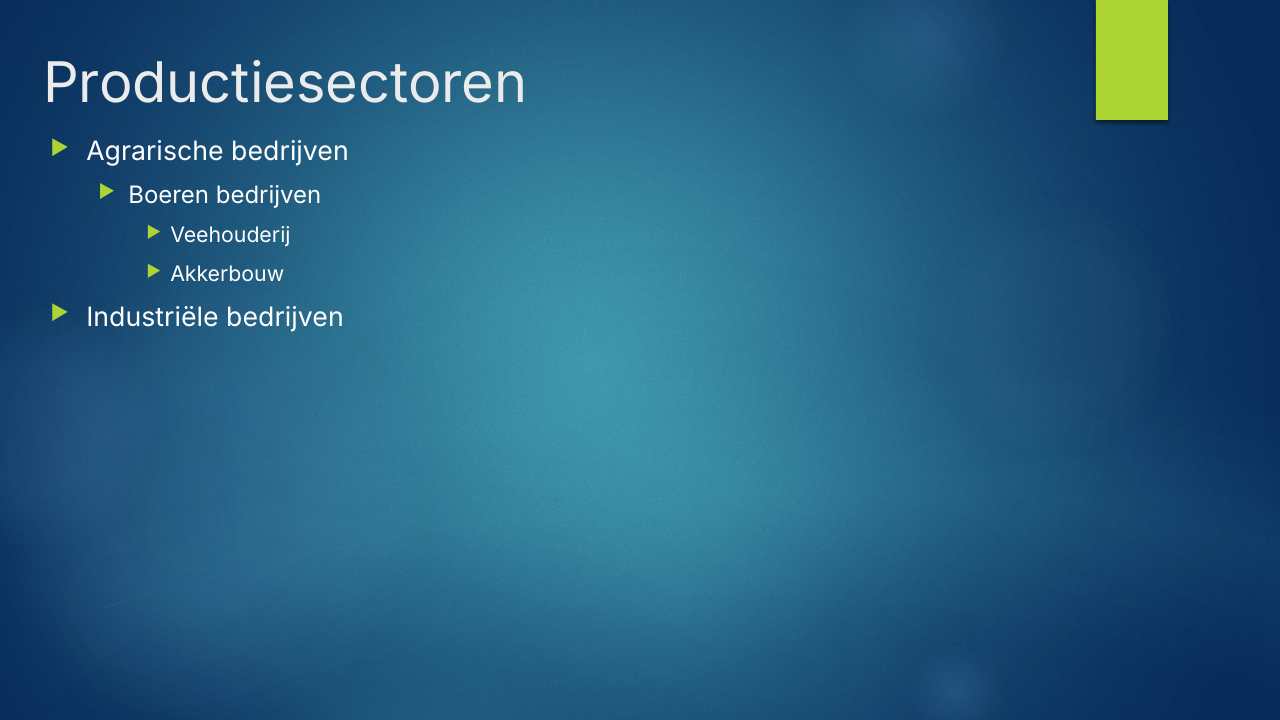 Productiesectoren
Agrarische bedrijven
Boeren bedrijven
Veehouderij
Akkerbouw
Industriële bedrijven